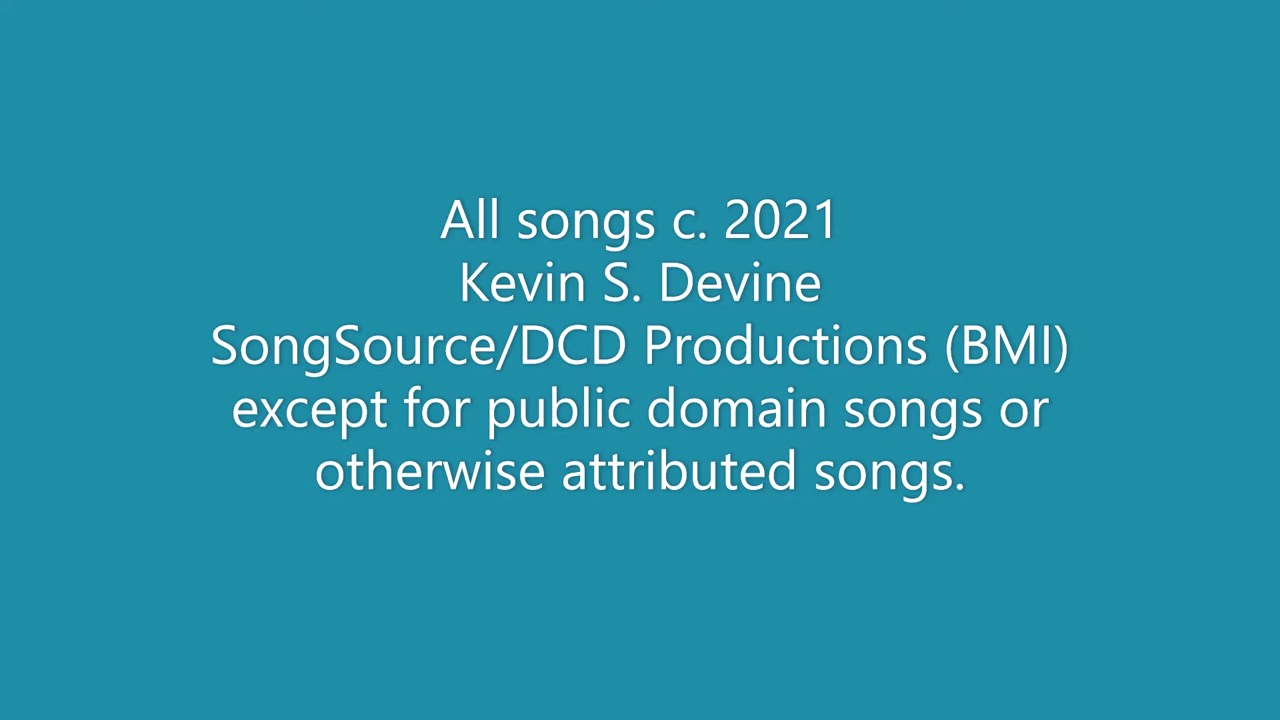 All songs c. 2021
Kevin S. Devine
SongSource/DCD Productions (BMI)
except for public domain songs or
otherwise attributed songs.